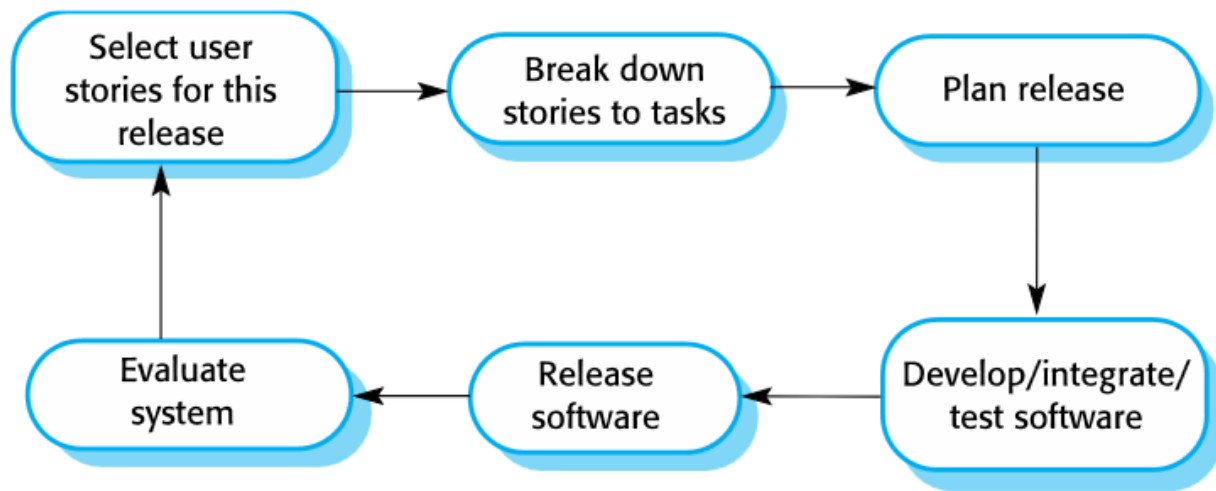 Select user
stories for this
release
Break down
stories to tasks
Plan release
Develop/integrate/
test software
Release
software
Evaluate
system